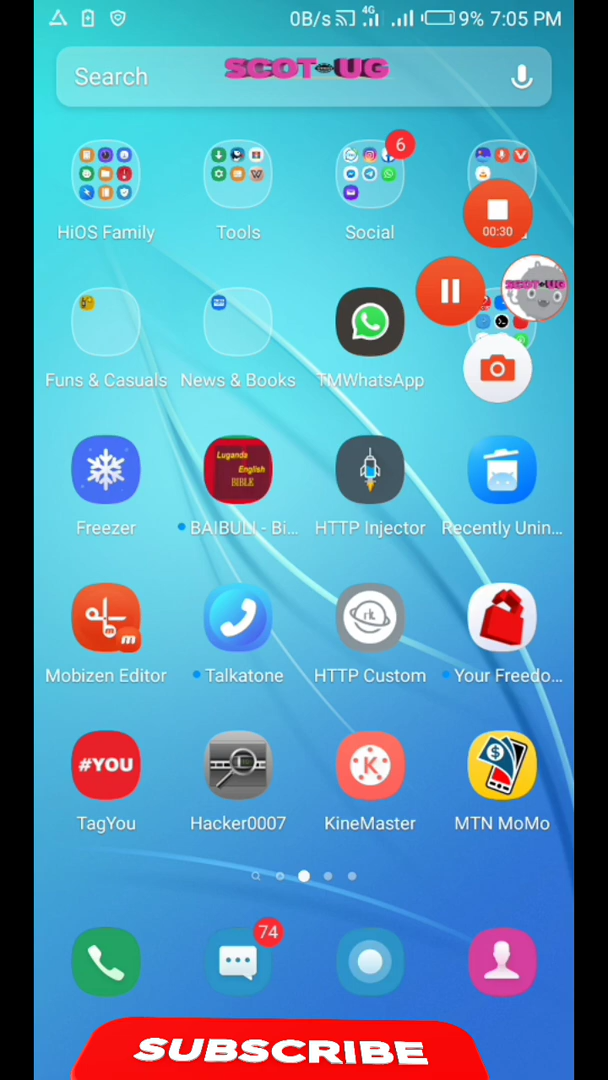 0B/s 4G 9% 7:05 PM
Search SCOT-UG
6
HiOS Family Tools Social
00:30
SCOT-UG
Funs & Casuals News & Books TMWhatsApp
Luganda
English
BIBLE
Freezer BAIBULI - Bi... HTTP Injector Recently Unin...
m
Mobizen Editor Talkatone HTTP Custom Your Freedo...
#YOU K $
TagYou Hacker0007 KineMaster MTN MoMo
74
SUBSCRIBE